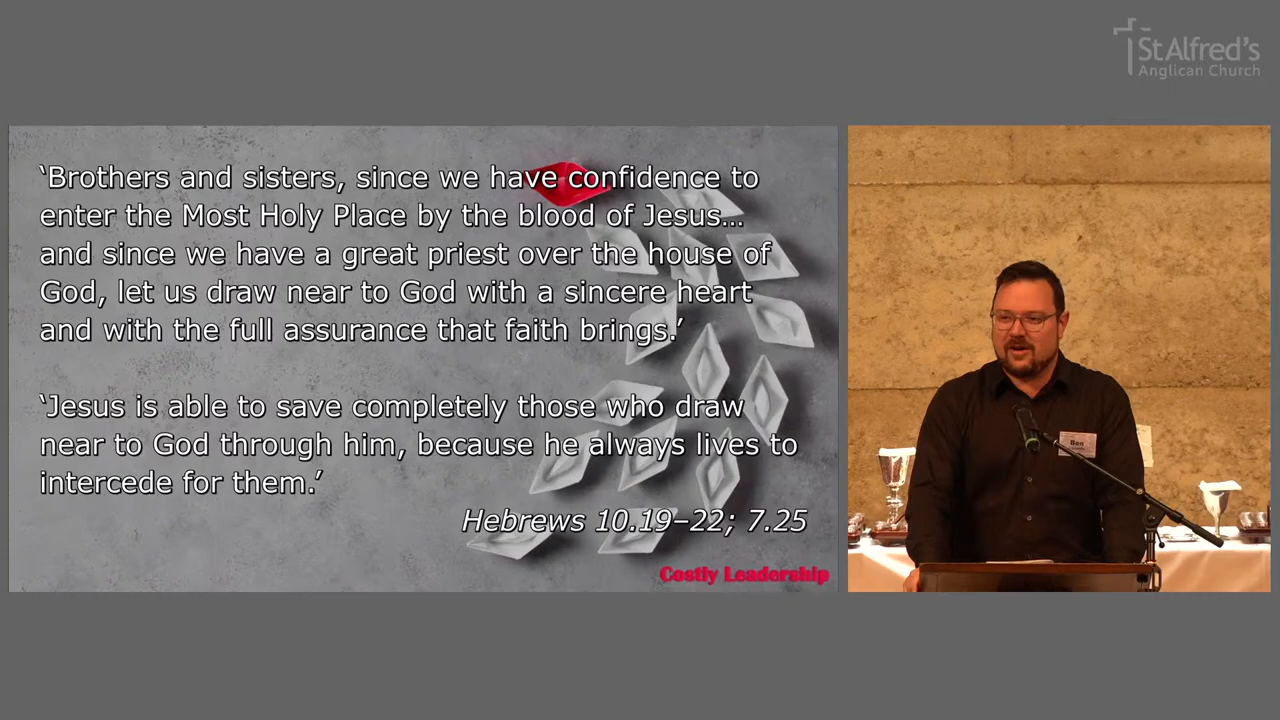 St Alfred's
Anglican Church
‘Brothers and sisters, since we have confidence to
enter the Most Holy Place by the blood of Jesus…
and since we have a great priest over the house of
God, let us draw near to God with a sincere heart
and with the full assurance that faith brings.’
‘Jesus is able to save completely those who draw
near to God through him, because he always lives to
intercede for them.’
Hebrews 10.19–22; 7.25
Costly Leadership
Ben